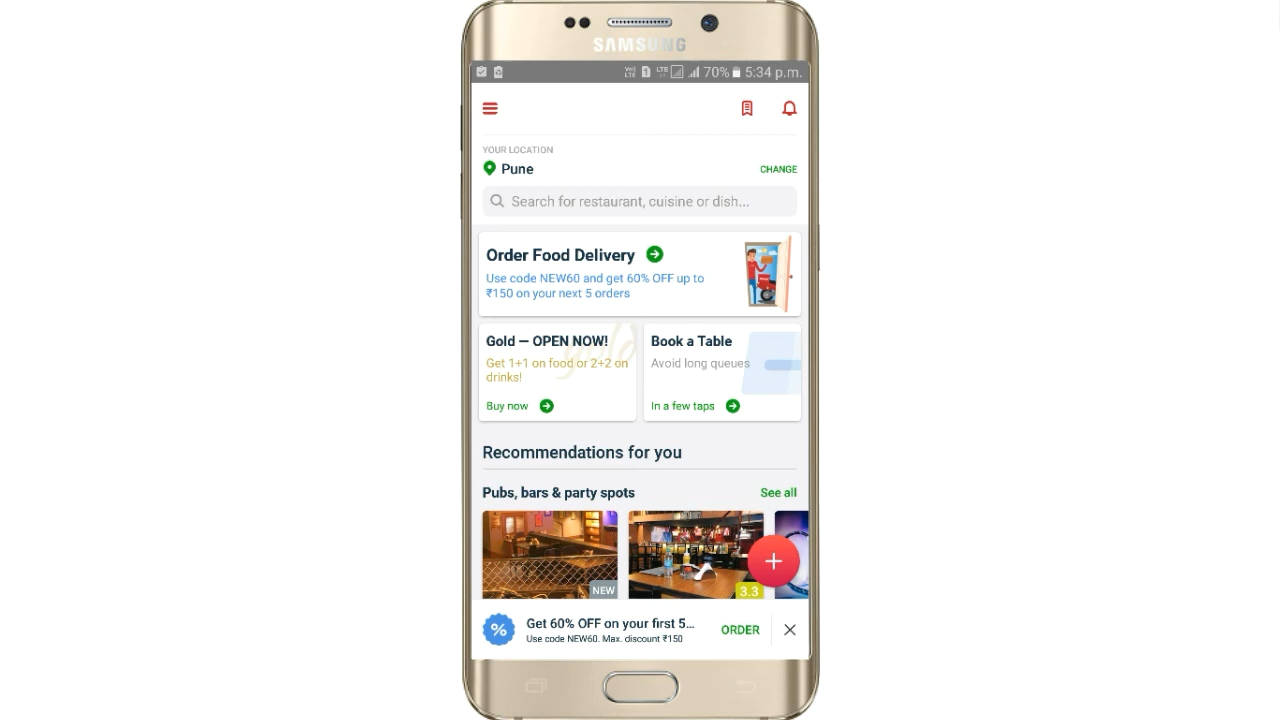 SAMSUNG
70% 5:34 p.m.
YOUR LOCATION
Pune
CHANGE
Search for restaurant, cuisine or dish...
Order Food Delivery
Use code NEW60 and get 60% OFF up to
₹150 on your next 5 orders
gold
Gold — OPEN NOW!
Get 1+1 on food or 2+2 on
drinks!
Buy now
Book a Table
Avoid long queues
In a few taps
Recommendations for you
Pubs, bars & party spots
See all
NEW
3.3
Get 60% OFF on your first 5...
Use code NEW60. Max. discount ₹150
ORDER